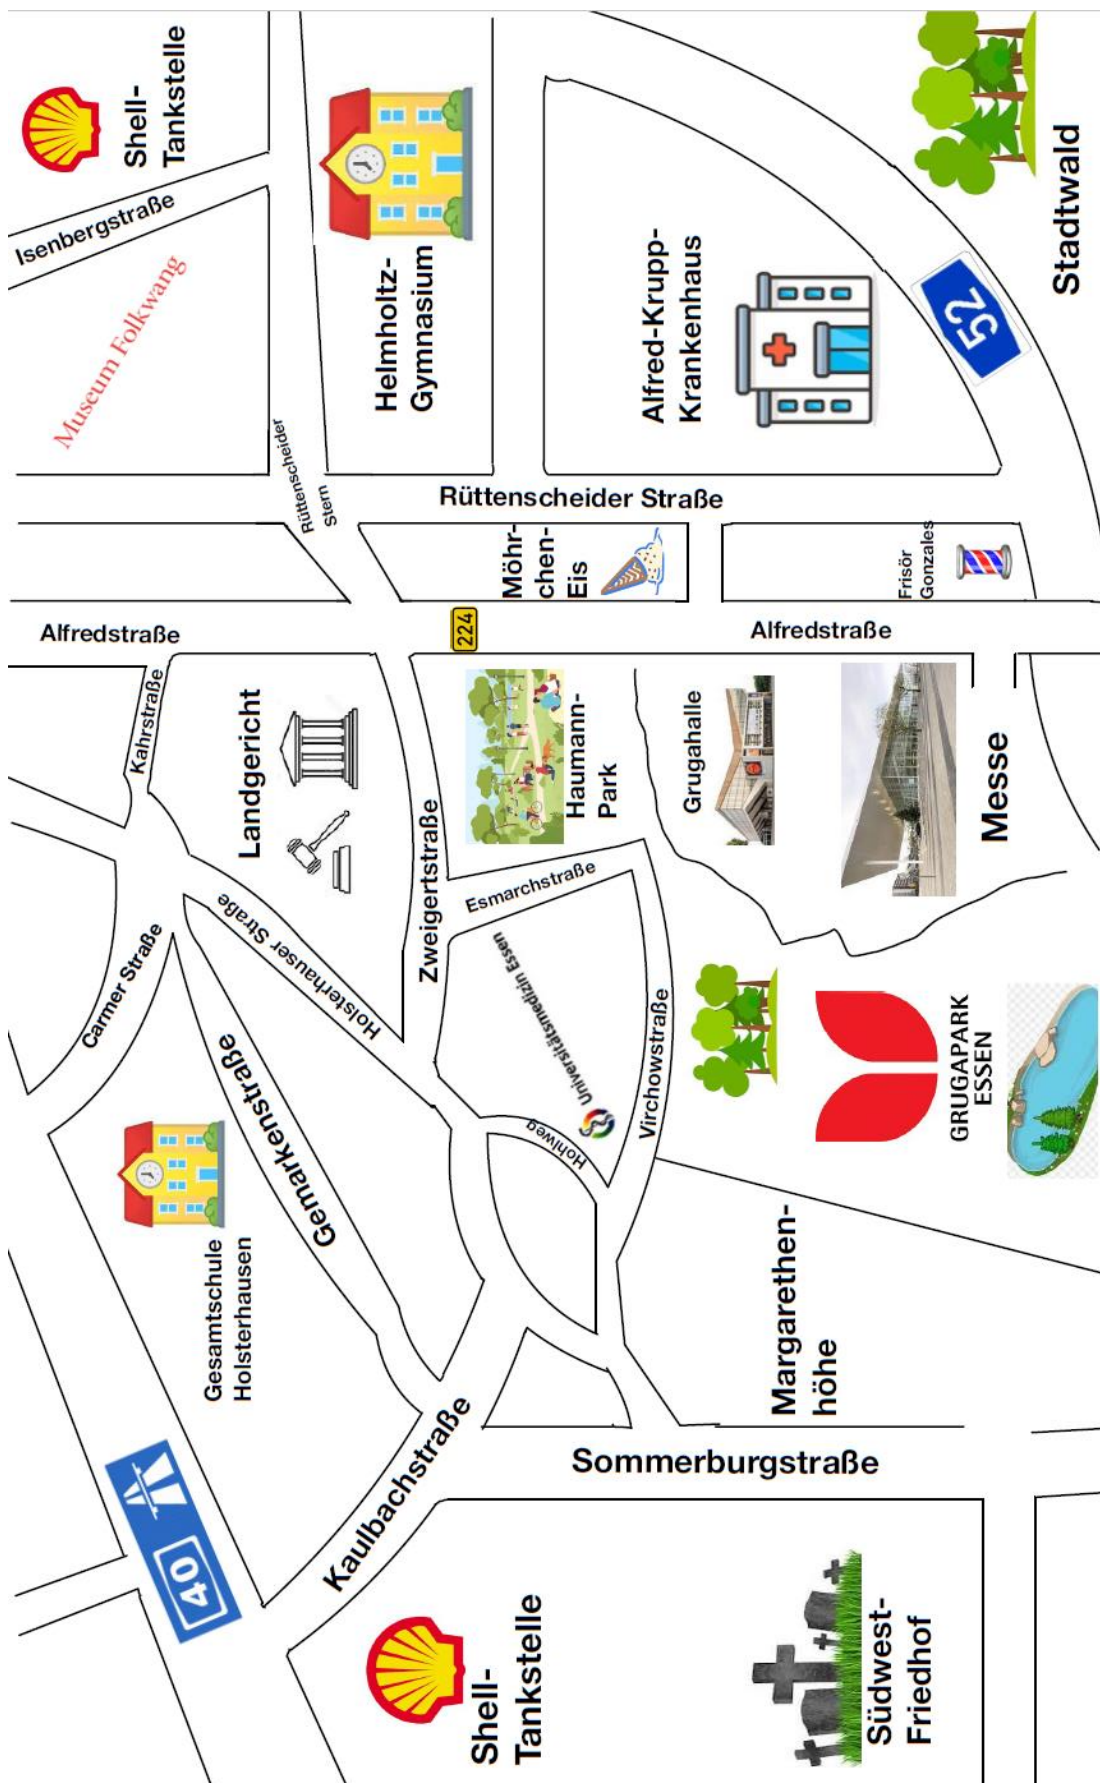 Shell-
Tankstelle
Isenbergstraße
Museum Folkwang
Helmholtz-
Gymnasium
Alfred-Krupp-
Krankenhaus
Stadtwald
52
Rüttenscheider
Stern
Rüttenscheider Straße
Möhr-
chen-
Eis
Frisör
Gonzales
Alfredstraße
224
Alfredstraße
Kahrstraße
Landgericht
Zweigertstraße
Haumann-
Park
Grugahalle
Messe
Esmarchstraße
Carmer Straße
Holsterhauser Straße
Universitätsmedizin Essen
Virchowstraße
Hohlweg
GRUGAPARK
ESSEN
Gemarkenstraße
Gesamtschule
Holsterhausen
Margarethen-
höhe
40
Kaulbachstraße
Sommerburgstraße
Shell-
Tankstelle
Südwest-
Friedhof